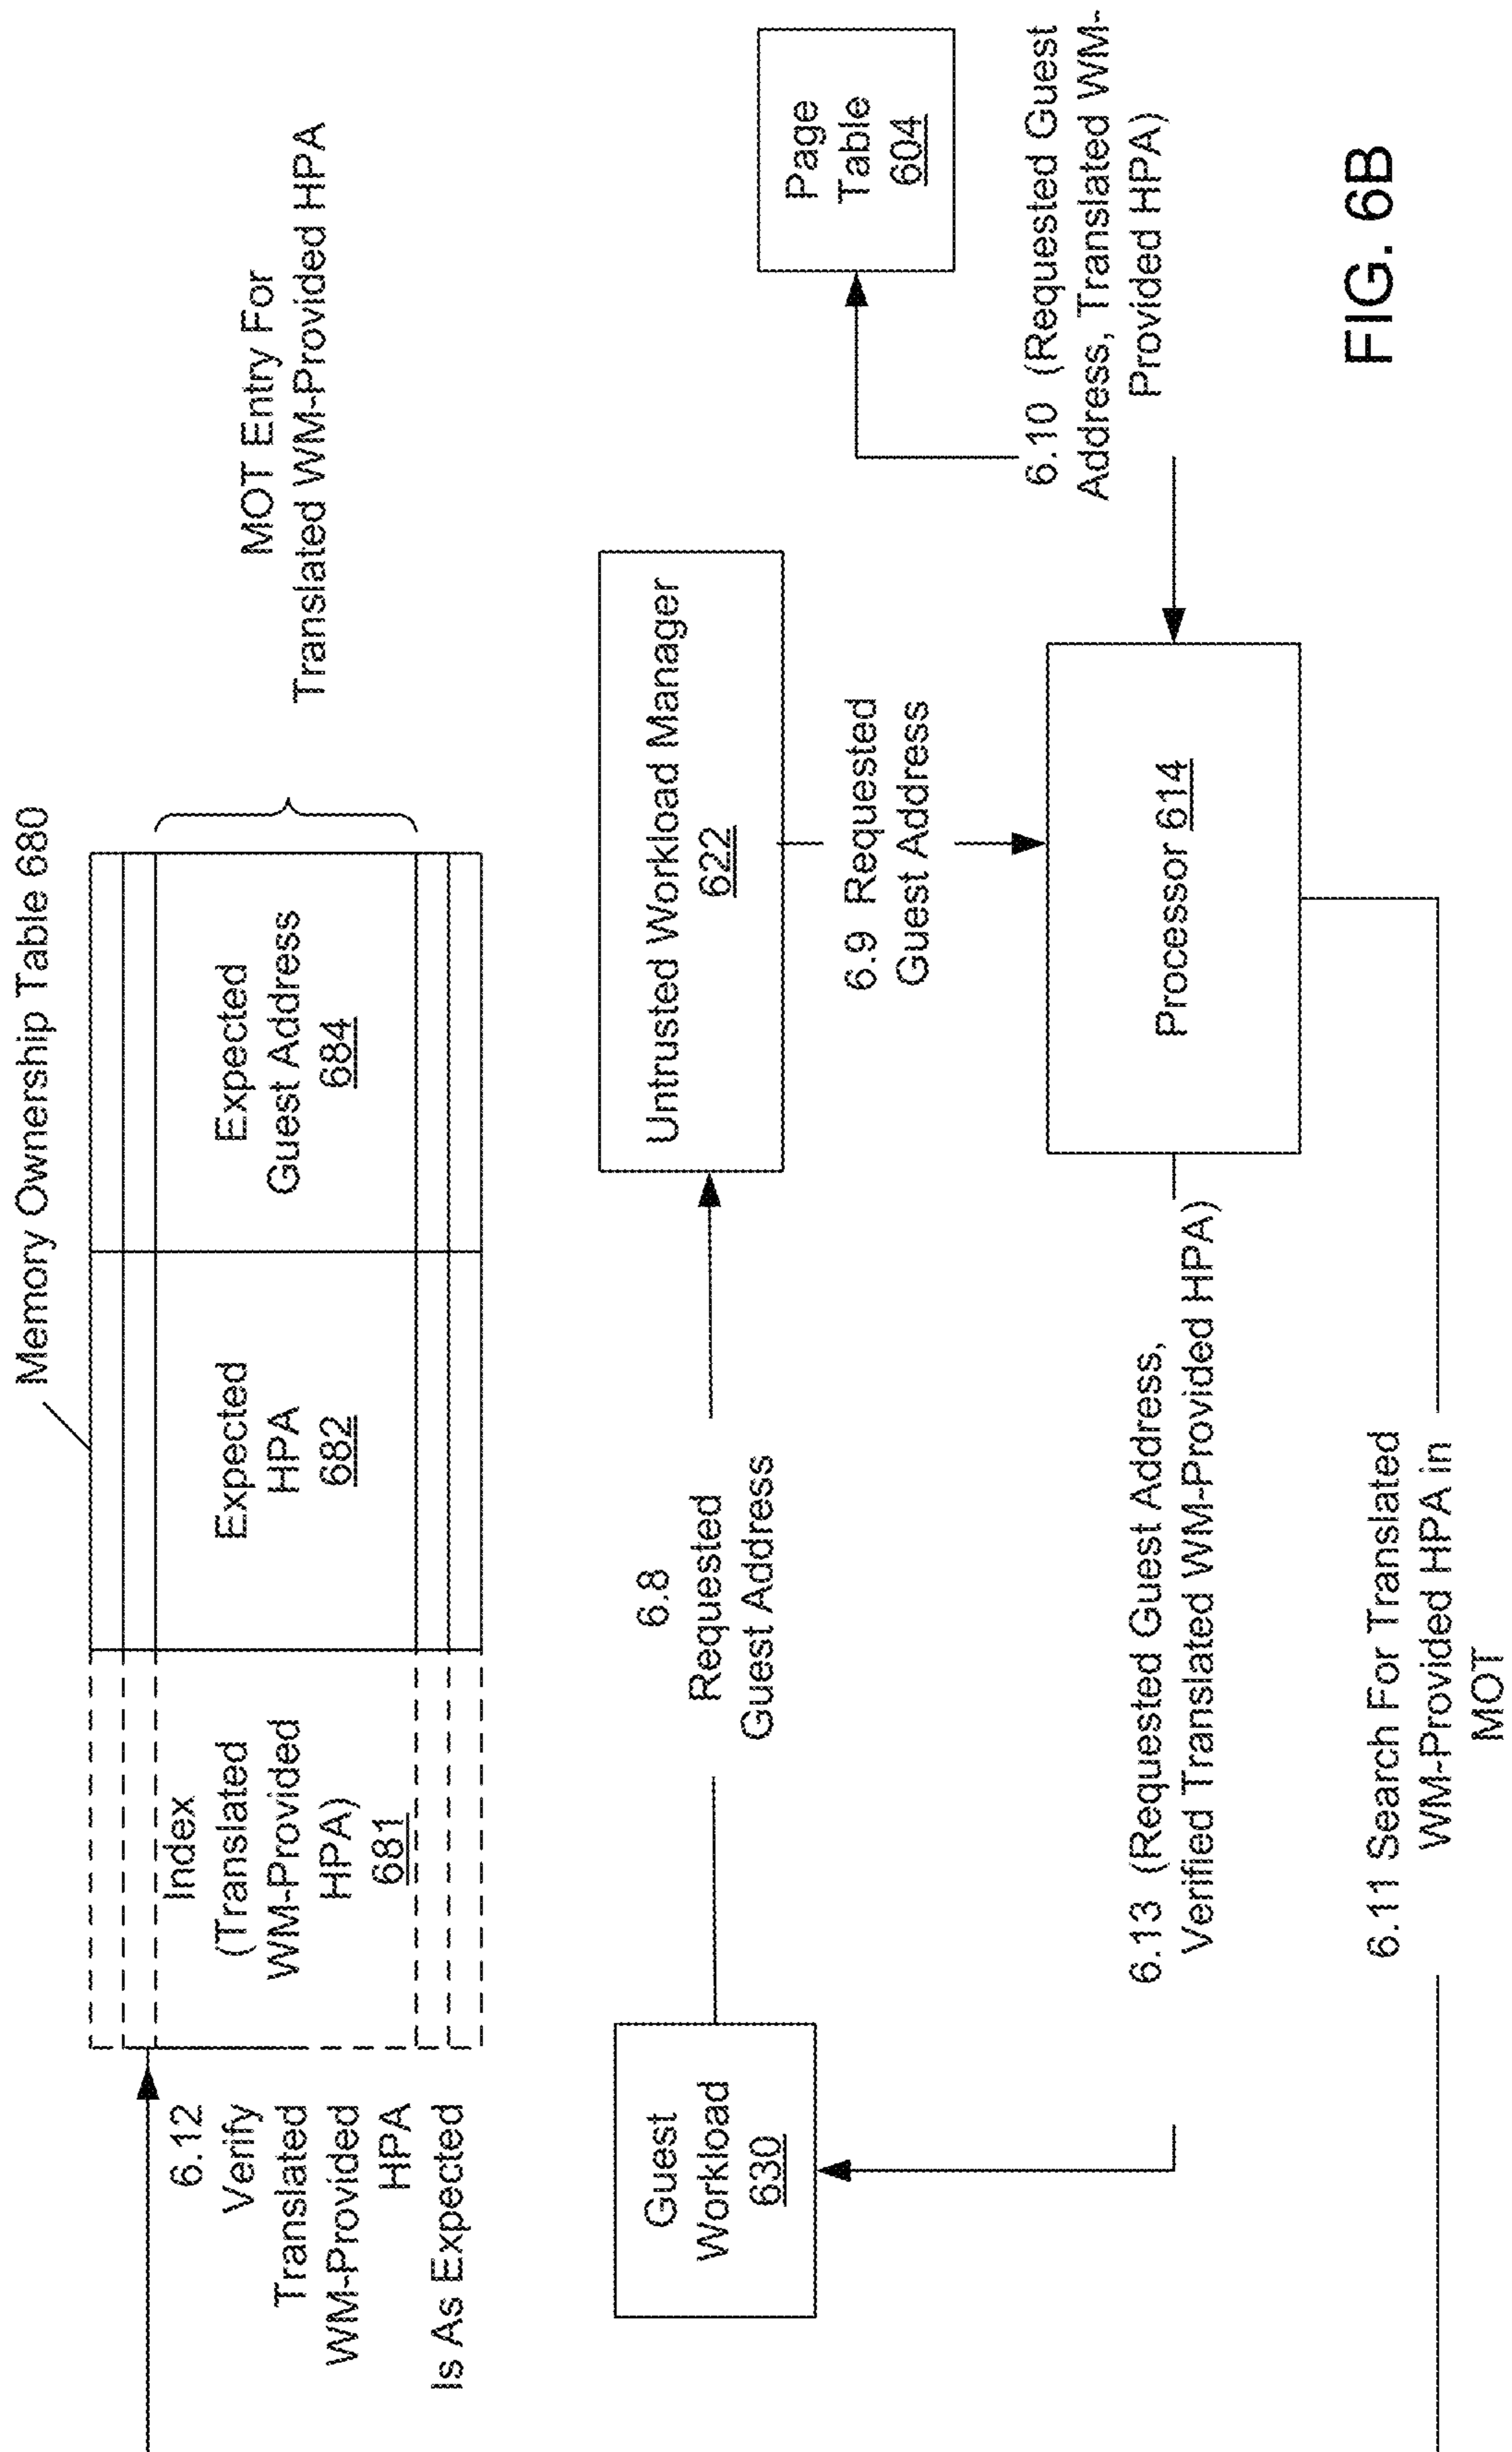 Memory Ownership Table 680
6.12
Verify
Translated
WM-Provided
HPA
Is As Expected
Index
(Translated
WM-Provided
HPA)
681
Expected
HPA
682
Expected
Guest Address
684
MOT Entry For
Translated WM-Provided HPA
Guest
Workload
630
6.8
Requested
Guest Address
Untrusted Workload Manager
622
6.9 Requested
Guest Address
Page
Table
604
6.10 (Requested Guest
Address, Translated WM-
Provided HPA)
Processor 614
6.13 (Requested Guest Address,
Verified Translated WM-Provided HPA)
6.11 Search For Translated
WM-Provided HPA in
MOT
FIG. 6B